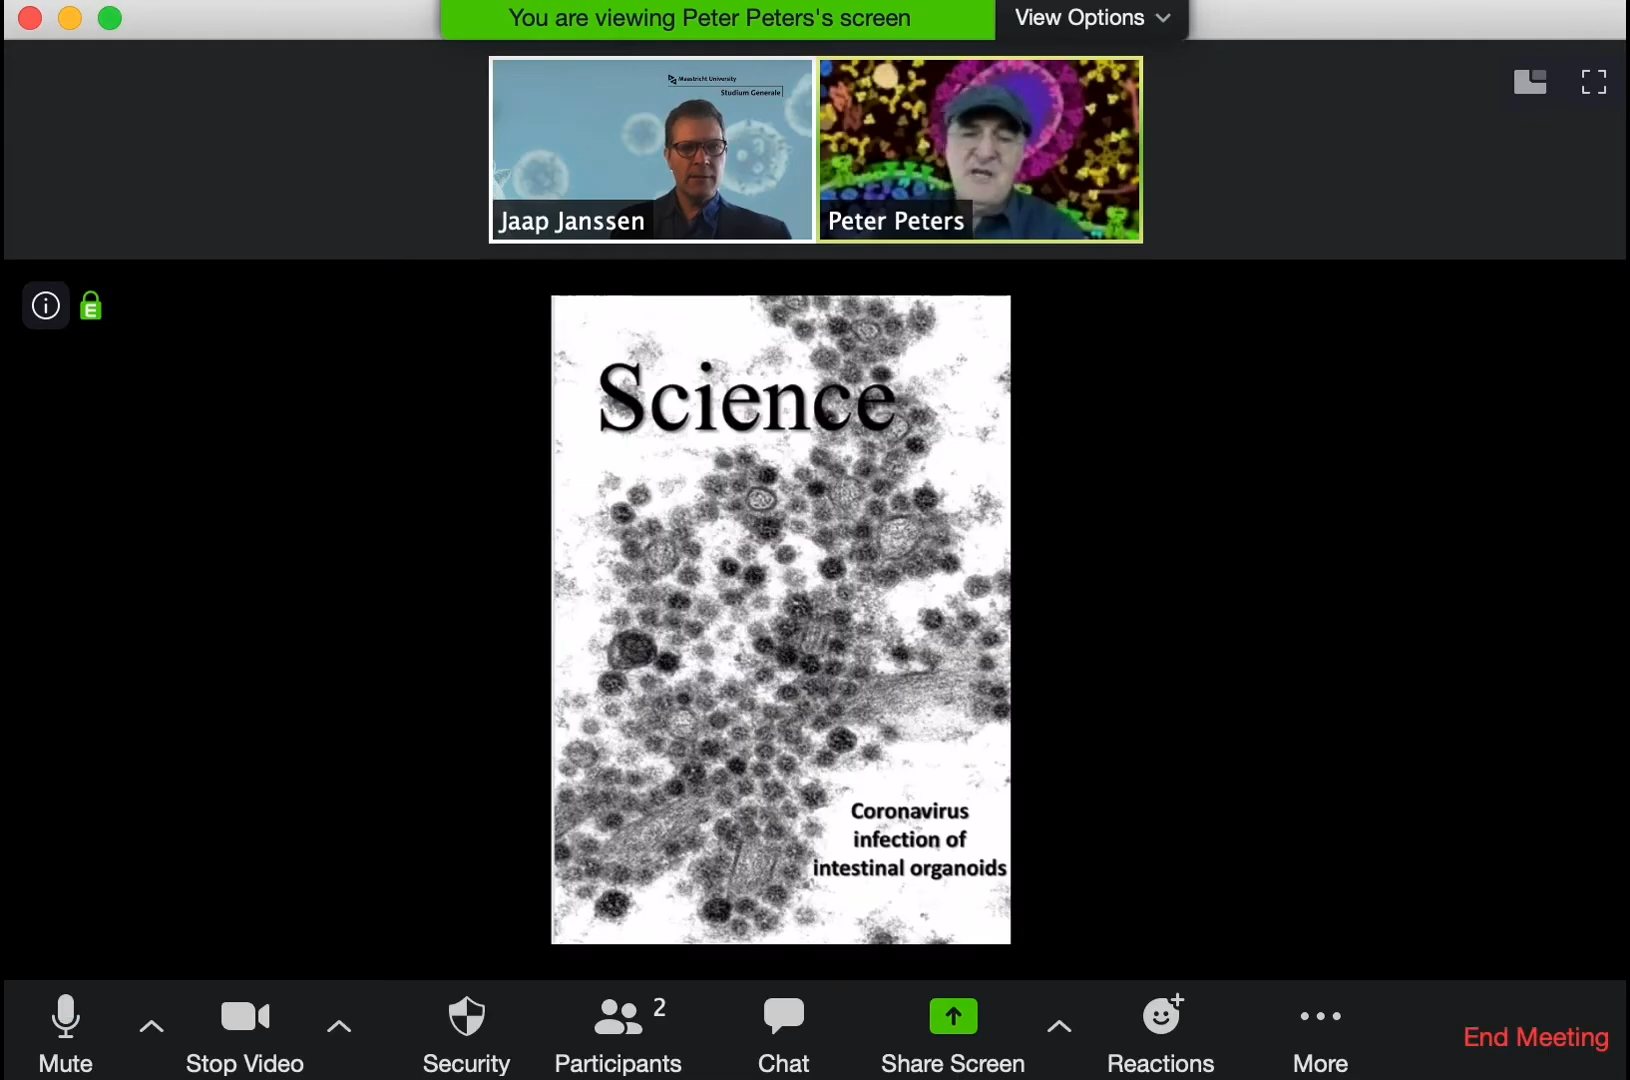 You are viewing Peter Peters's screen
View Options
Maastricht University
Studium Generale
Jaap Janssen
Peter Peters
E
Science
Coronavirus
infection of
intestinal organoids
2
Mute
Stop Video
Security
Participants
Chat
Share Screen
Reactions
More
End Meeting